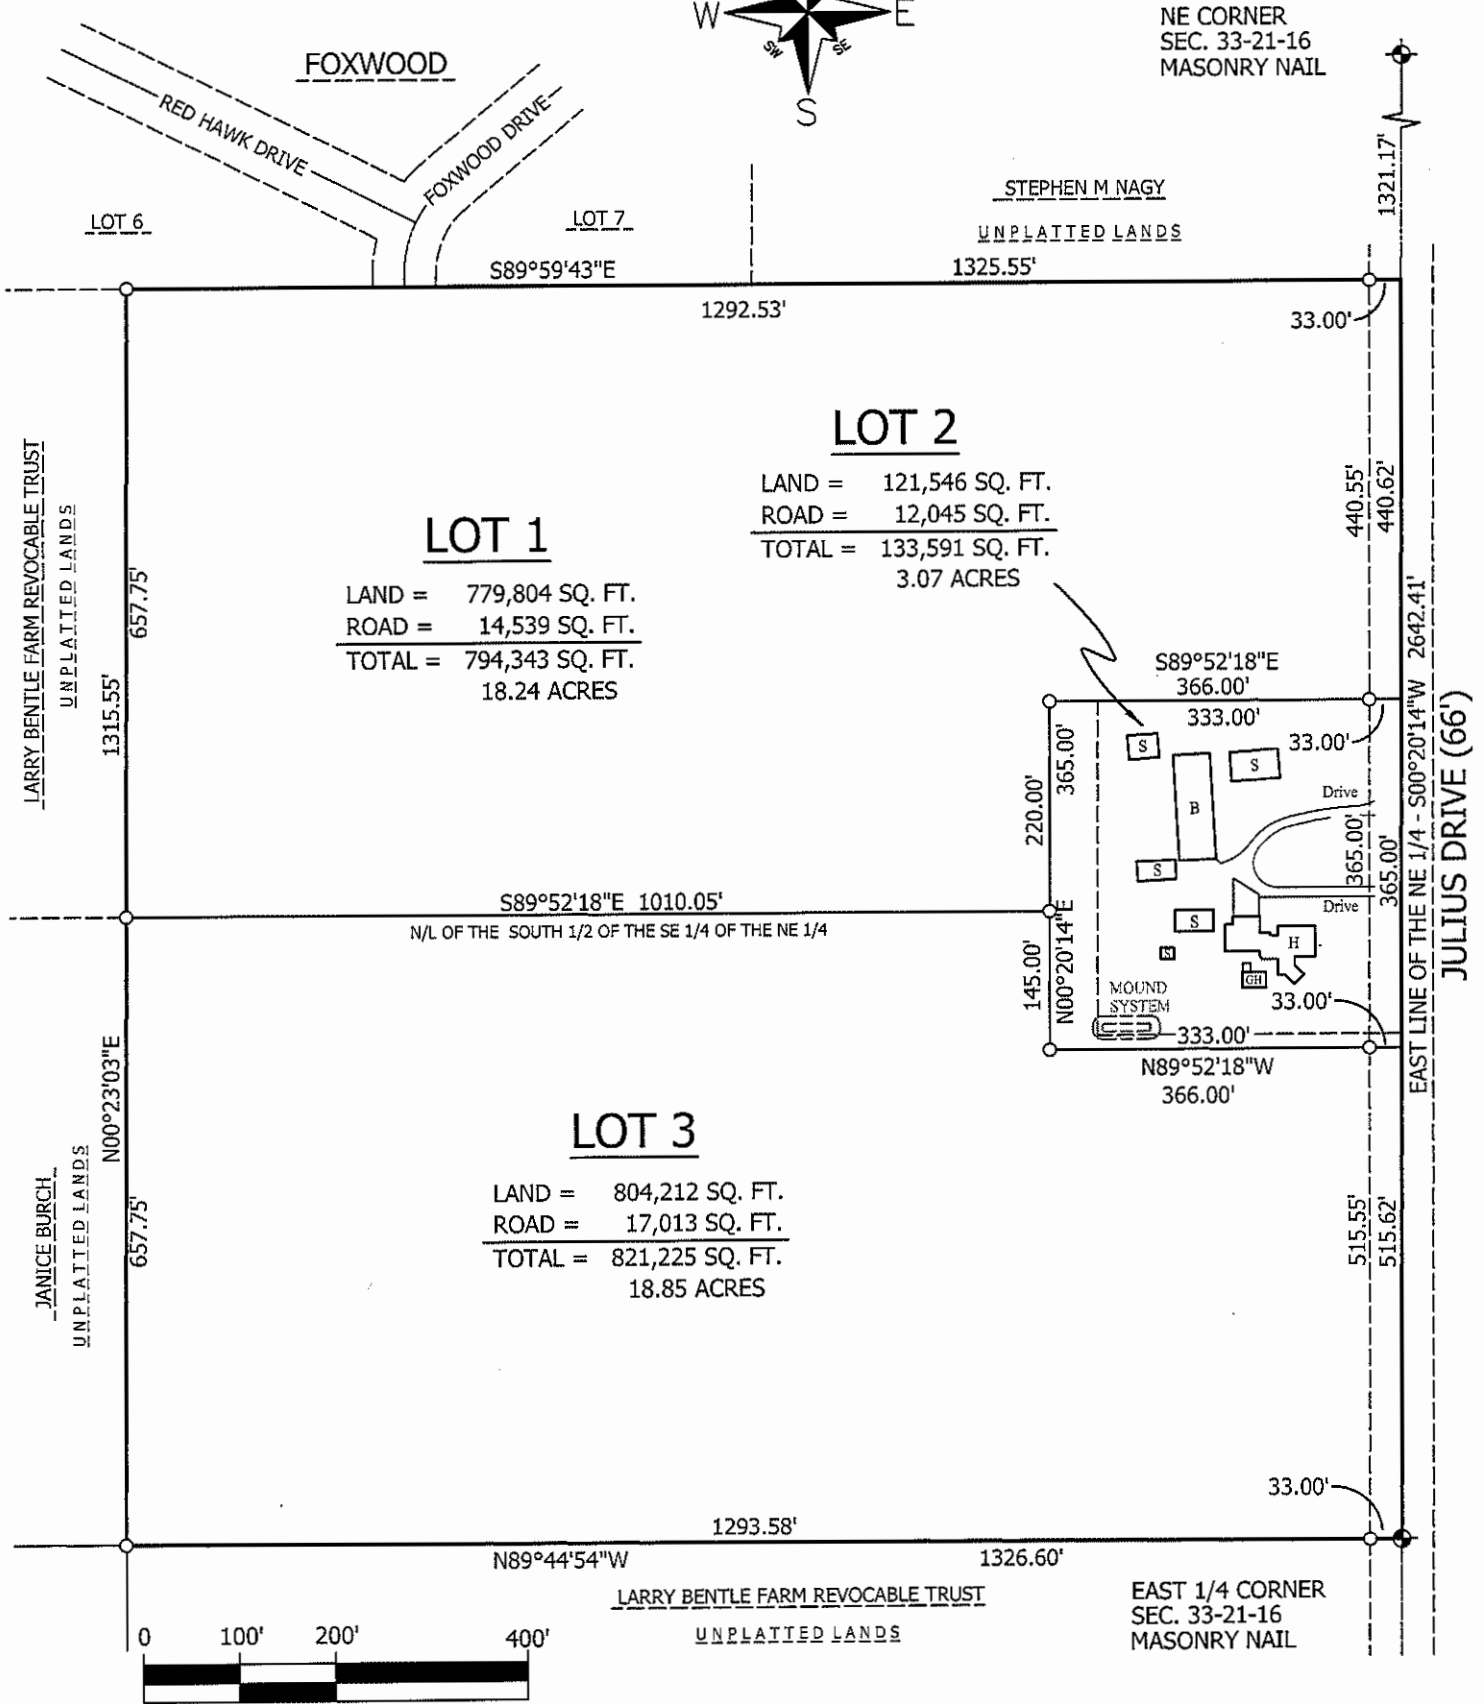 W
E
S
SW
SE
NE CORNER
SEC. 33-21-16
MASONRY NAIL
FOXWOOD
RED HAWK DRIVE
FOXWOOD DRIVE
1321.17'
STEPHEN M NAGY
UNPLATTED LANDS
LOT 6
LOT 7
S89°59'43"E
1325.55'
1292.53'
33.00'
LOT 2
LAND = 121,546 SQ. FT.
ROAD = 12,045 SQ. FT.
TOTAL = 133,591 SQ. FT.
3.07 ACRES
LOT 1
LAND = 779,804 SQ. FT.
ROAD = 14,539 SQ. FT.
TOTAL = 794,343 SQ. FT.
18.24 ACRES
LARRY BENTLE FARM REVOCABLE TRUST
UNPLATTED LANDS
657.75'
1315.55'
440.55'
440.62'
S89°52'18"E
366.00'
333.00'
33.00'
S
S
B
Drive
365.00'
220.00'
365.00'
365.00'
EAST LINE OF THE NE 1/4 - S00°20'14"W 2642.41'
JULIUS DRIVE (66')
S
Drive
S
H
S
GH
S89°52'18"E 1010.05'
N/L OF THE SOUTH 1/2 OF THE SE 1/4 OF THE NE 1/4
145.00'
N00°20'14"E
MOUND
SYSTEM
33.00'
333.00'
N89°52'18"W
366.00'
N00°23'03"E
JANICE BURCH
UNPLATTED LANDS
657.75'
LOT 3
LAND = 804,212 SQ. FT.
ROAD = 17,013 SQ. FT.
TOTAL = 821,225 SQ. FT.
18.85 ACRES
515.55'
515.62'
33.00'
1293.58'
N89°44'54"W
1326.60'
LARRY BENTLE FARM REVOCABLE TRUST
UNPLATTED LANDS
EAST 1/4 CORNER
SEC. 33-21-16
MASONRY NAIL
0 100' 200' 400'